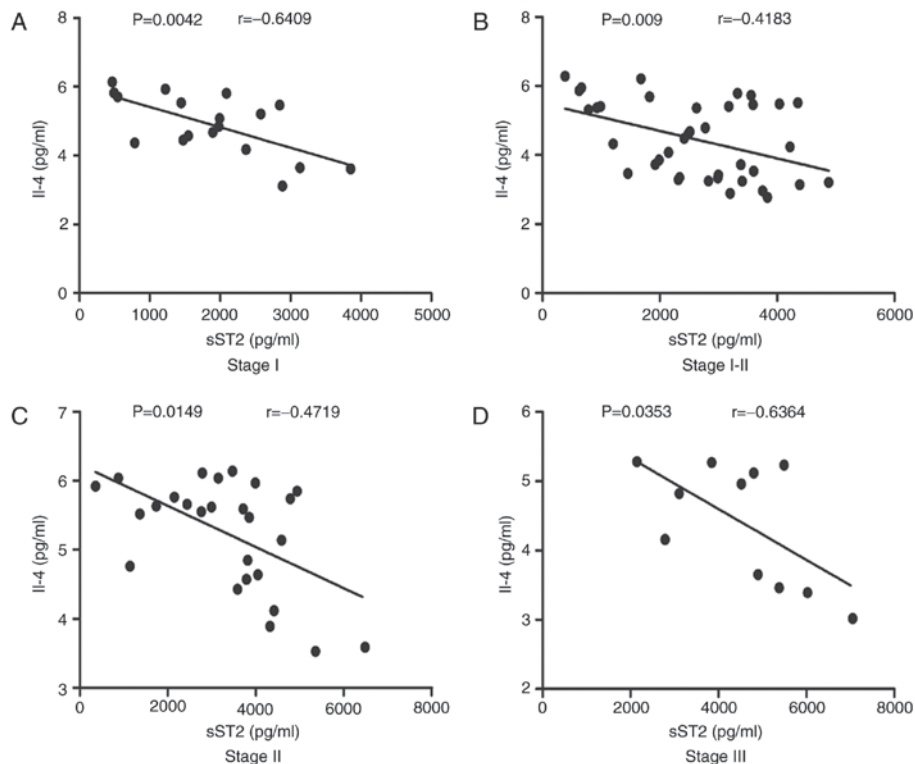 A
P=0.0042 r=−0.6409
8
6
4
2
0
Il-4 (pg/ml)
0 1000 2000 3000 4000 5000
sST2 (pg/ml)
Stage I
B
P=0.009 r=−0.4183
8
6
4
2
0
Il-4 (pg/ml)
0 2000 4000 6000
sST2 (pg/ml)
Stage I-II
C
P=0.0149 r=−0.4719
7
6
5
4
3
Il-4 (pg/ml)
0 2000 4000 6000 8000
sST2 (pg/ml)
Stage II
D
P=0.0353 r=−0.6364
6
5
4
3
2
Il-4 (pg/ml)
0 2000 4000 6000 8000
sST2 (pg/ml)
Stage III